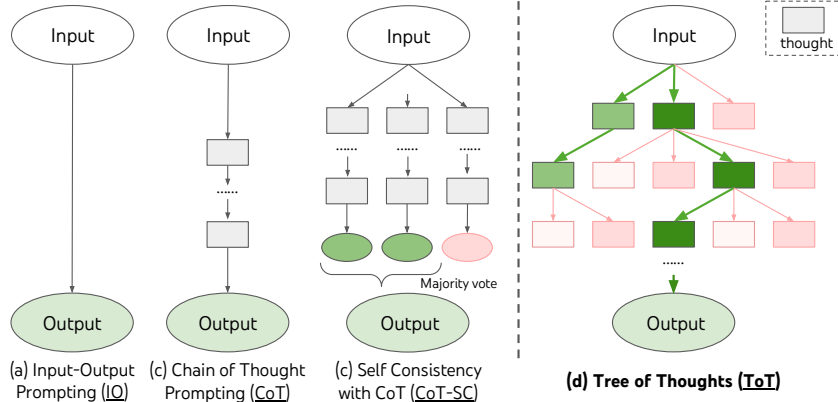 Input
Input
Input
Input
thought
......
......
......
......
......
Majority vote
Output
Output
Output
Output
(a) Input-Output
Prompting (IO)
(c) Chain of Thought
Prompting (CoT)
(c) Self Consistency
with CoT (CoT-SC)
(d) Tree of Thoughts (ToT)